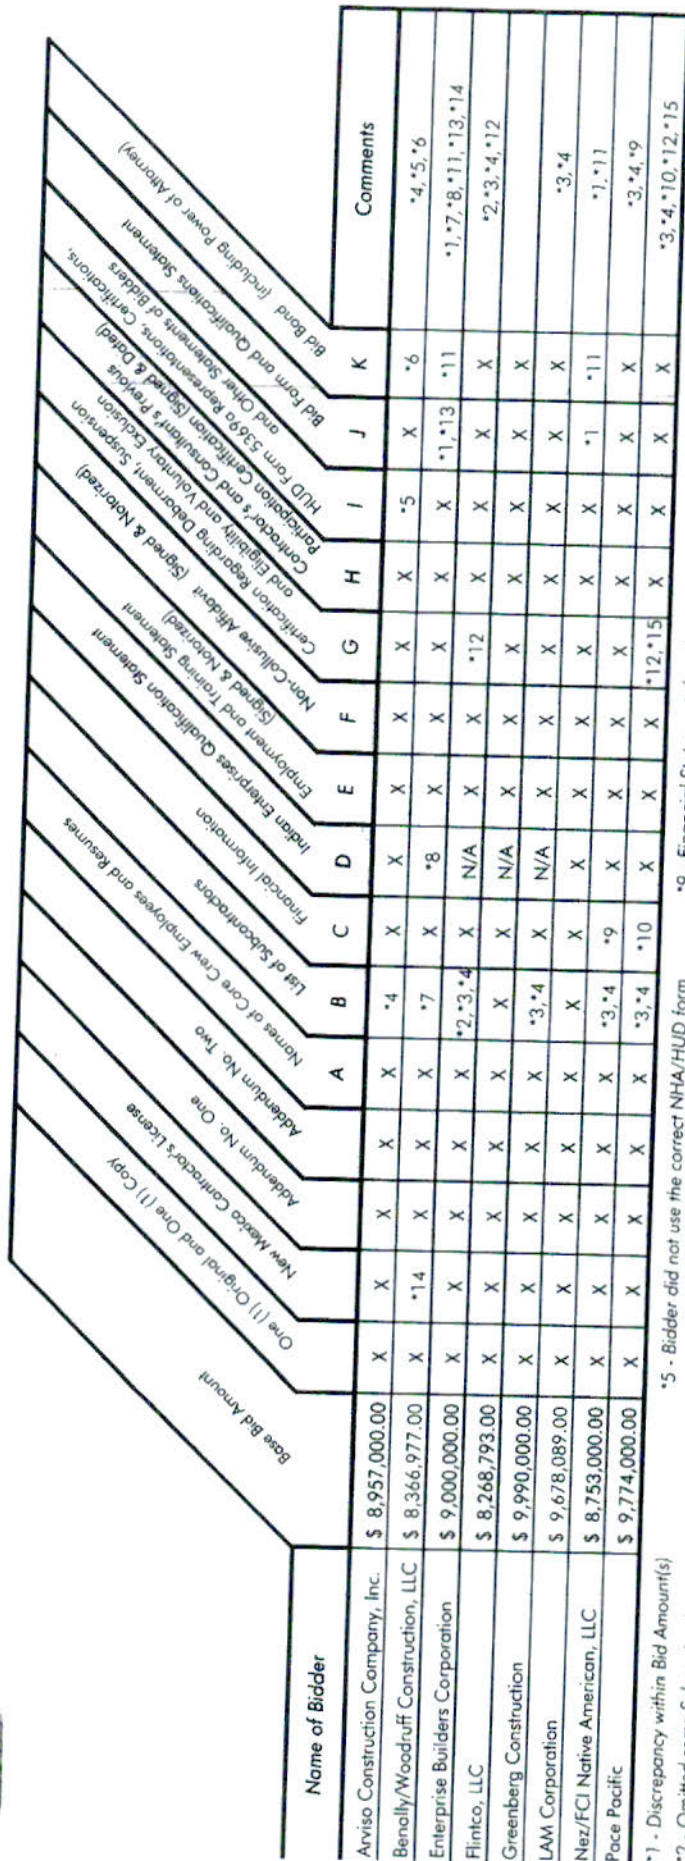 Base Bid Amount
One (1) Original and One (1) Copy
New Mexico Contractor's License
Addendum No. One
Addendum No. Two
Names of Core Crew Employees and Resumes
List of Subcontractors
Financial Information
Indian Enterprises Qualification Statement
Employment and Training Statement
(Signed & Notorized)
Non-Collusive Affidavit (Signed & Notorized)
Certification Regarding Debarment, Suspension
and Eligibility and Voluntary Exclusion
Contractor's and Consultant's Previous
Participation Certification (Signed & Dated)
HUD Form 5369a Representations, Certifications,
and Other Statements of Bidders
Bid Form and Qualifications Statement
Bid Bond (Including Power of Attorney)
Name of Bidder A B C D E F G H I J K Comments
Arviso Construction Company, Inc. $ 8,957,000.00 X X X X X *4 X X X X X X *5 X *6 *4,*5,*6
Benally/Woodruff Construction, LLC $ 8,366,977.00 X *14 X X X *7 X *8 X X X X X *1,*13 *11 *1,*7,*8,*11,*13,*14
Enterprise Builders Corporation $ 9,000,000.00 X X X X X *2,*3,*4 X N/A X X *12 X X X X *2,*3,*4,*12
Flintco, LLC $ 8,268,793.00 X X X X X X X N/A X X X X X X X
Greenberg Construction $ 9,990,000.00 X X X X X *3,*4 X N/A X X X X X X X *3,*4
LAM Corporation $ 9,678,089.00 X X X X X X X X X X X X X *1 *11 *1,*11
Nez/FCI Native American, LLC $ 8,753,000.00 X X X X X *3,*4 *9 X X X X X X X X *3,*4,*9
Pace Pacific $ 9,774,000.00 X X X X X *3,*4 *10 X X X *12,*15 X X X X *3,*4,*10,*12,*15
*1 - Discrepancy within Bid Amount(s) *5 - Bidder did not use the correct NHA/HUD form *9 - Financial
*2 - Omitted